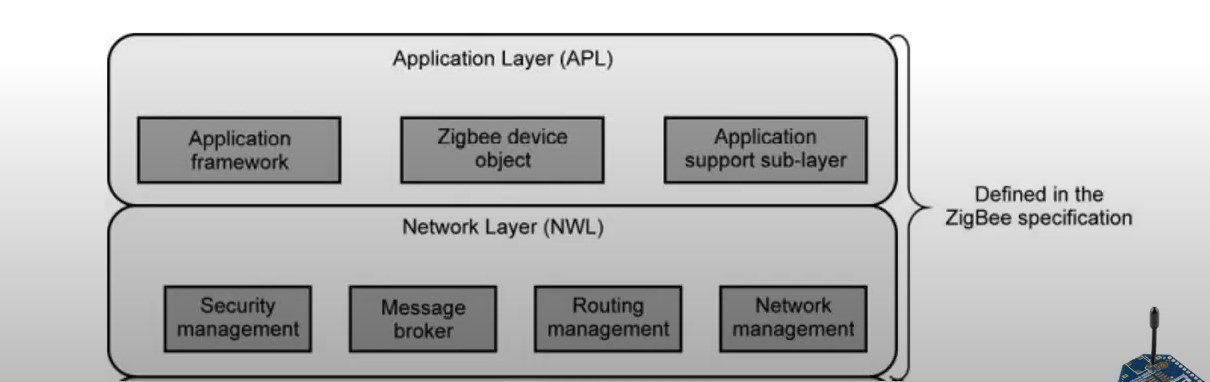 Application Layer (APL)
Application
framework
Zigbee device
object
Application
support sub-layer
Defined in the
ZigBee specification
Network Layer (NWL)
Security
management
Message
broker
Routing
management
Network
management